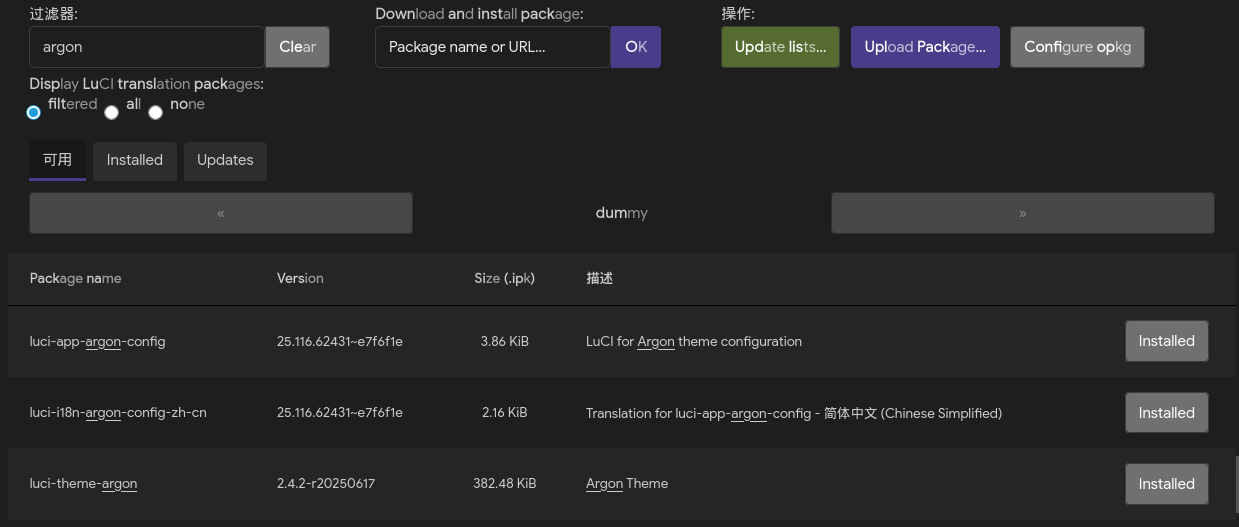 过滤器: Download and install package: 操作:
argon Clear Package name or URL... OK Update lists... Upload Package... Configure opkg
Display LuCI translation packages:
filtered all none
可用 Installed Updates
« dummy »
Package name Version Size (.ipk) 描述
luci-app-argon-config 25.116.62431~e7f6f1e 3.86 KiB LuCI for Argon theme configuration Installed
luci-i18n-argon-config-zh-cn 25.116.62431~e7f6f1e 2.16 KiB Translation for luci-app-argon-config - 简体中文 (Chinese Simplified) Installed
luci-theme-argon 2.4.2-r20250617 382.48 KiB Argon Theme Installed